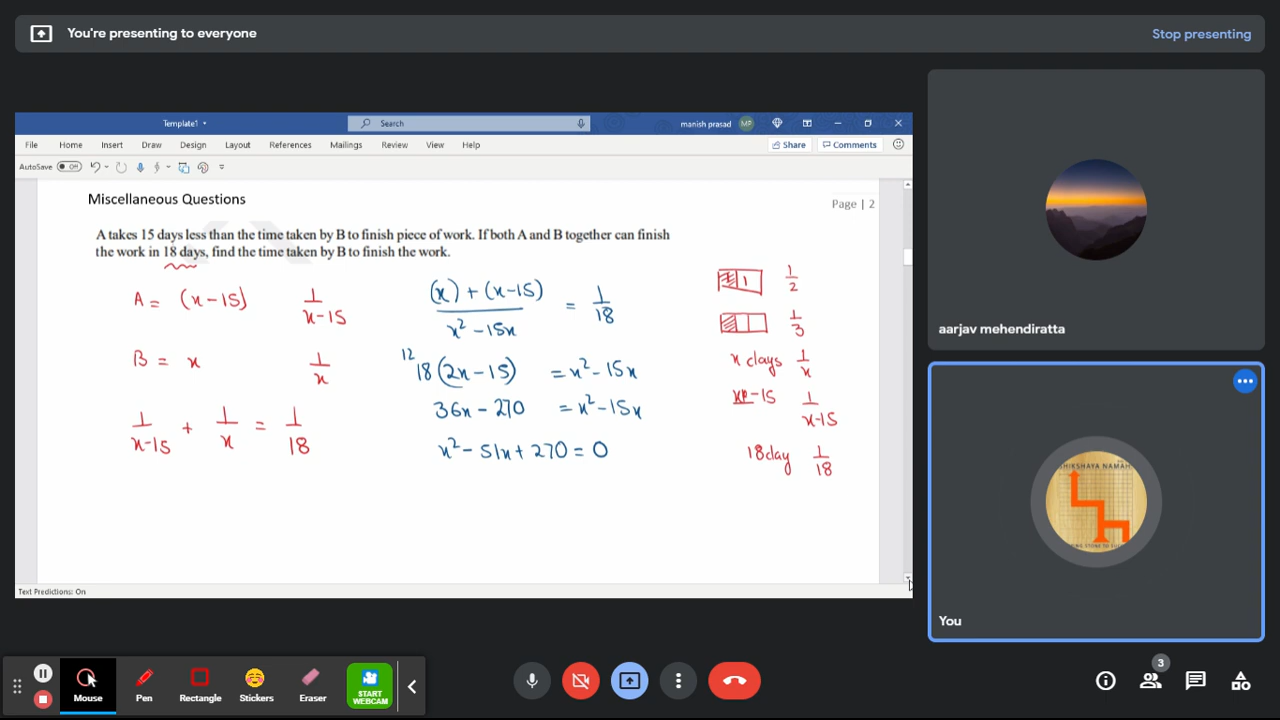 You're presenting to everyone
Stop presenting
Template1
Search
manish prasad
MP
File Home Insert Draw Design Layout References Mailings Review View Help
Share
Comments
AutoSave Off
Miscellaneous Questions
Page | 2
A takes 15 days less than the time taken by B to finish piece of work. If both A and B together can finish
the work in 18 days, find the time taken by B to finish the work.
A = (x-15) 1/(x-15)
B = x 1/x
1/(x-15) + 1/x = 1/18
((x) + (x-15))/(x² - 15x) = 1/18
12
18(2x-15) = x² - 15x
36x - 270 = x² - 15x
x² - 51x + 270 = 0
1 1/2
1/3
x days 1/x
x-15 1/(x-15)
18 day 1/18
Text Predictions: On
aarjav mehendiratta
SHIKSHAYA NAMAH
You
Mouse
Pen
Rectangle
Stickers
Eraser
START
WEBCAM
3